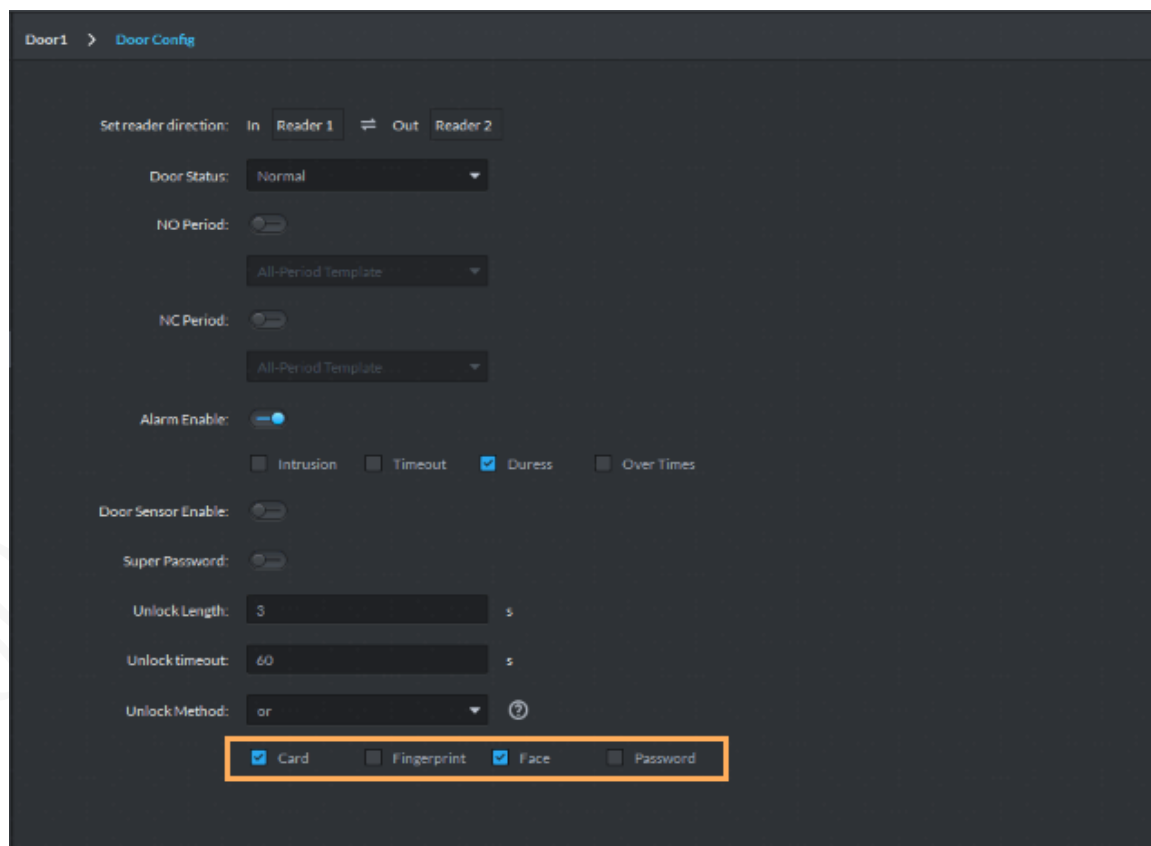 Door1 > Door Config
Set reader direction: In Reader 1 ⇌ Out Reader 2
Door Status: Normal
NO Period:
All-Period Template
NC Period:
All-Period Template
Alarm Enable:
Intrusion Timeout Duress Over Times
Door Sensor Enable:
Super Password:
Unlock Length: 3 s
Unlock timeout: 60 s
Unlock Method: or ?
Card Fingerprint Face Password